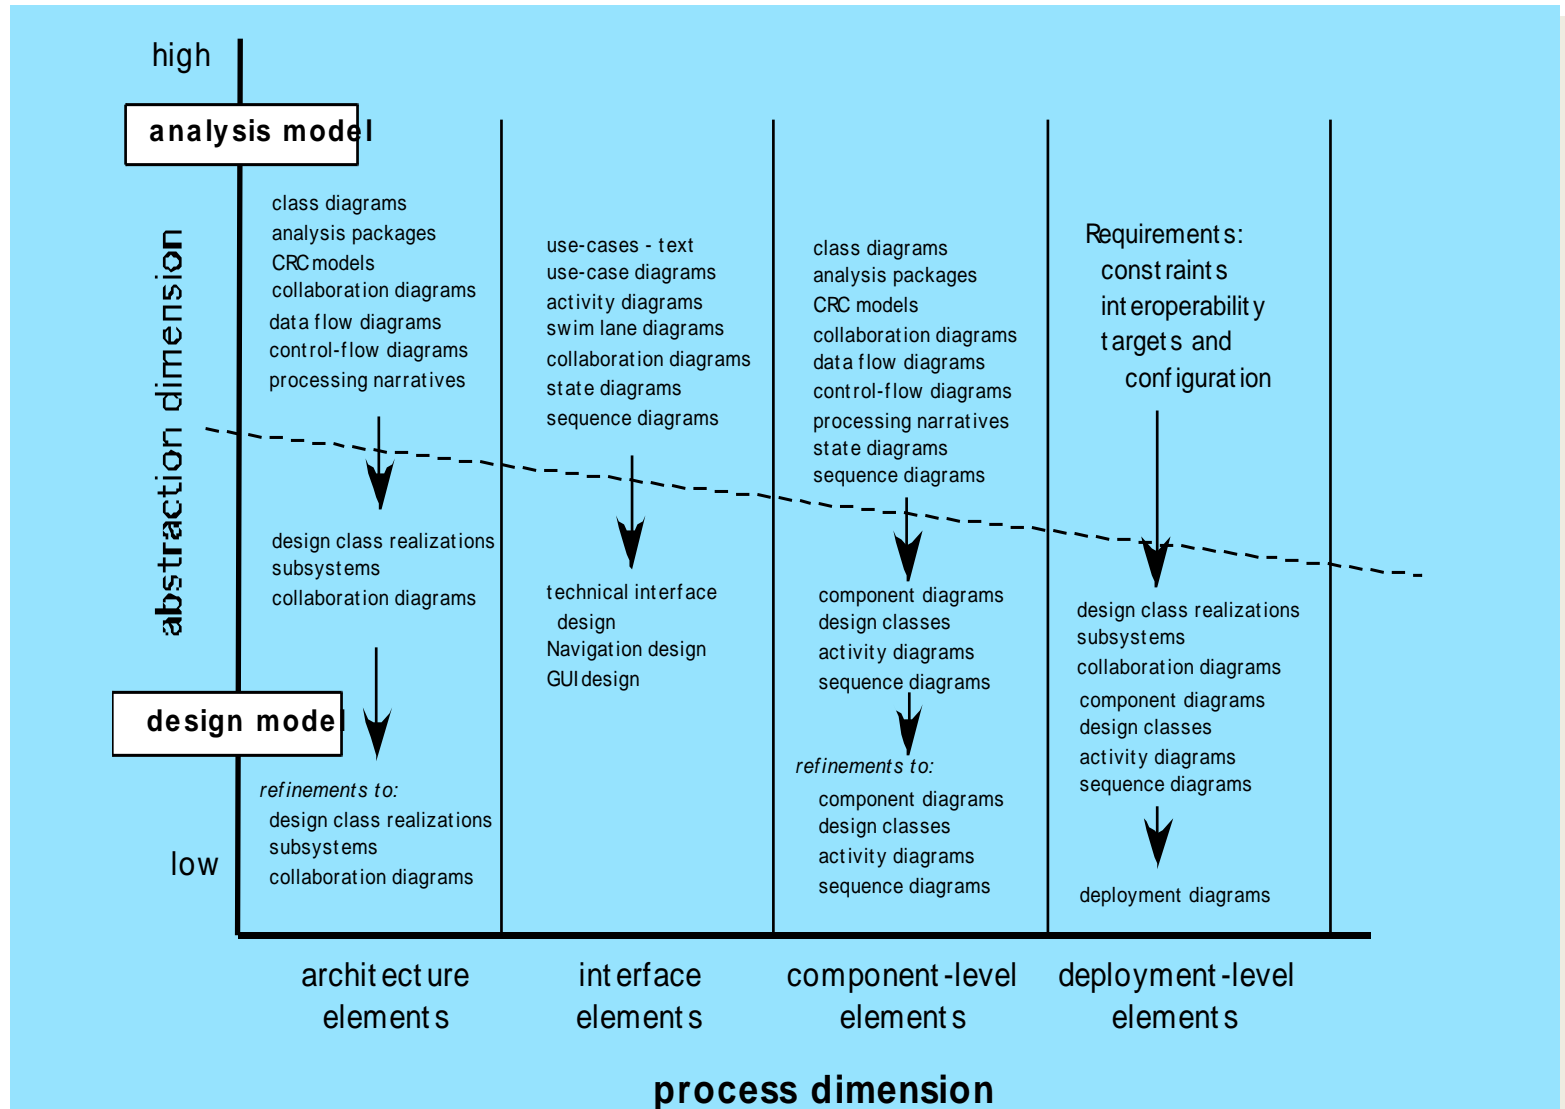 high
analysis model
abstraction dimension
class diagrams
analysis packages
CRC models
collaboration diagrams
data flow diagrams
control-flow diagrams
processing narratives
design class realizations
subsystems
collaboration diagrams
design model
refinements to:
design class realizations
subsystems
collaboration diagrams
low
use-cases - text
use-case diagrams
activity diagrams
swim lane diagrams
collaboration diagrams
state diagrams
sequence diagrams
technical interface
design
Navigation design
GUI design
class diagrams
analysis packages
CRC models
collaboration diagrams
data flow diagrams
control-flow diagrams
processing narratives
state diagrams
sequence diagrams
component diagrams
design classes
activity diagrams
sequence diagrams
refinements to:
component diagrams
design classes
activity diagrams
sequence diagrams
Requirements:
constraints
interoperability
targets and
configuration
design class realizations
subsystems
collaboration diagrams
component diagrams
design classes
activity diagrams
sequence diagrams
deployment diagrams
architecture
elements
interface
elements
component-level
elements
deployment-level
elements
process dimension